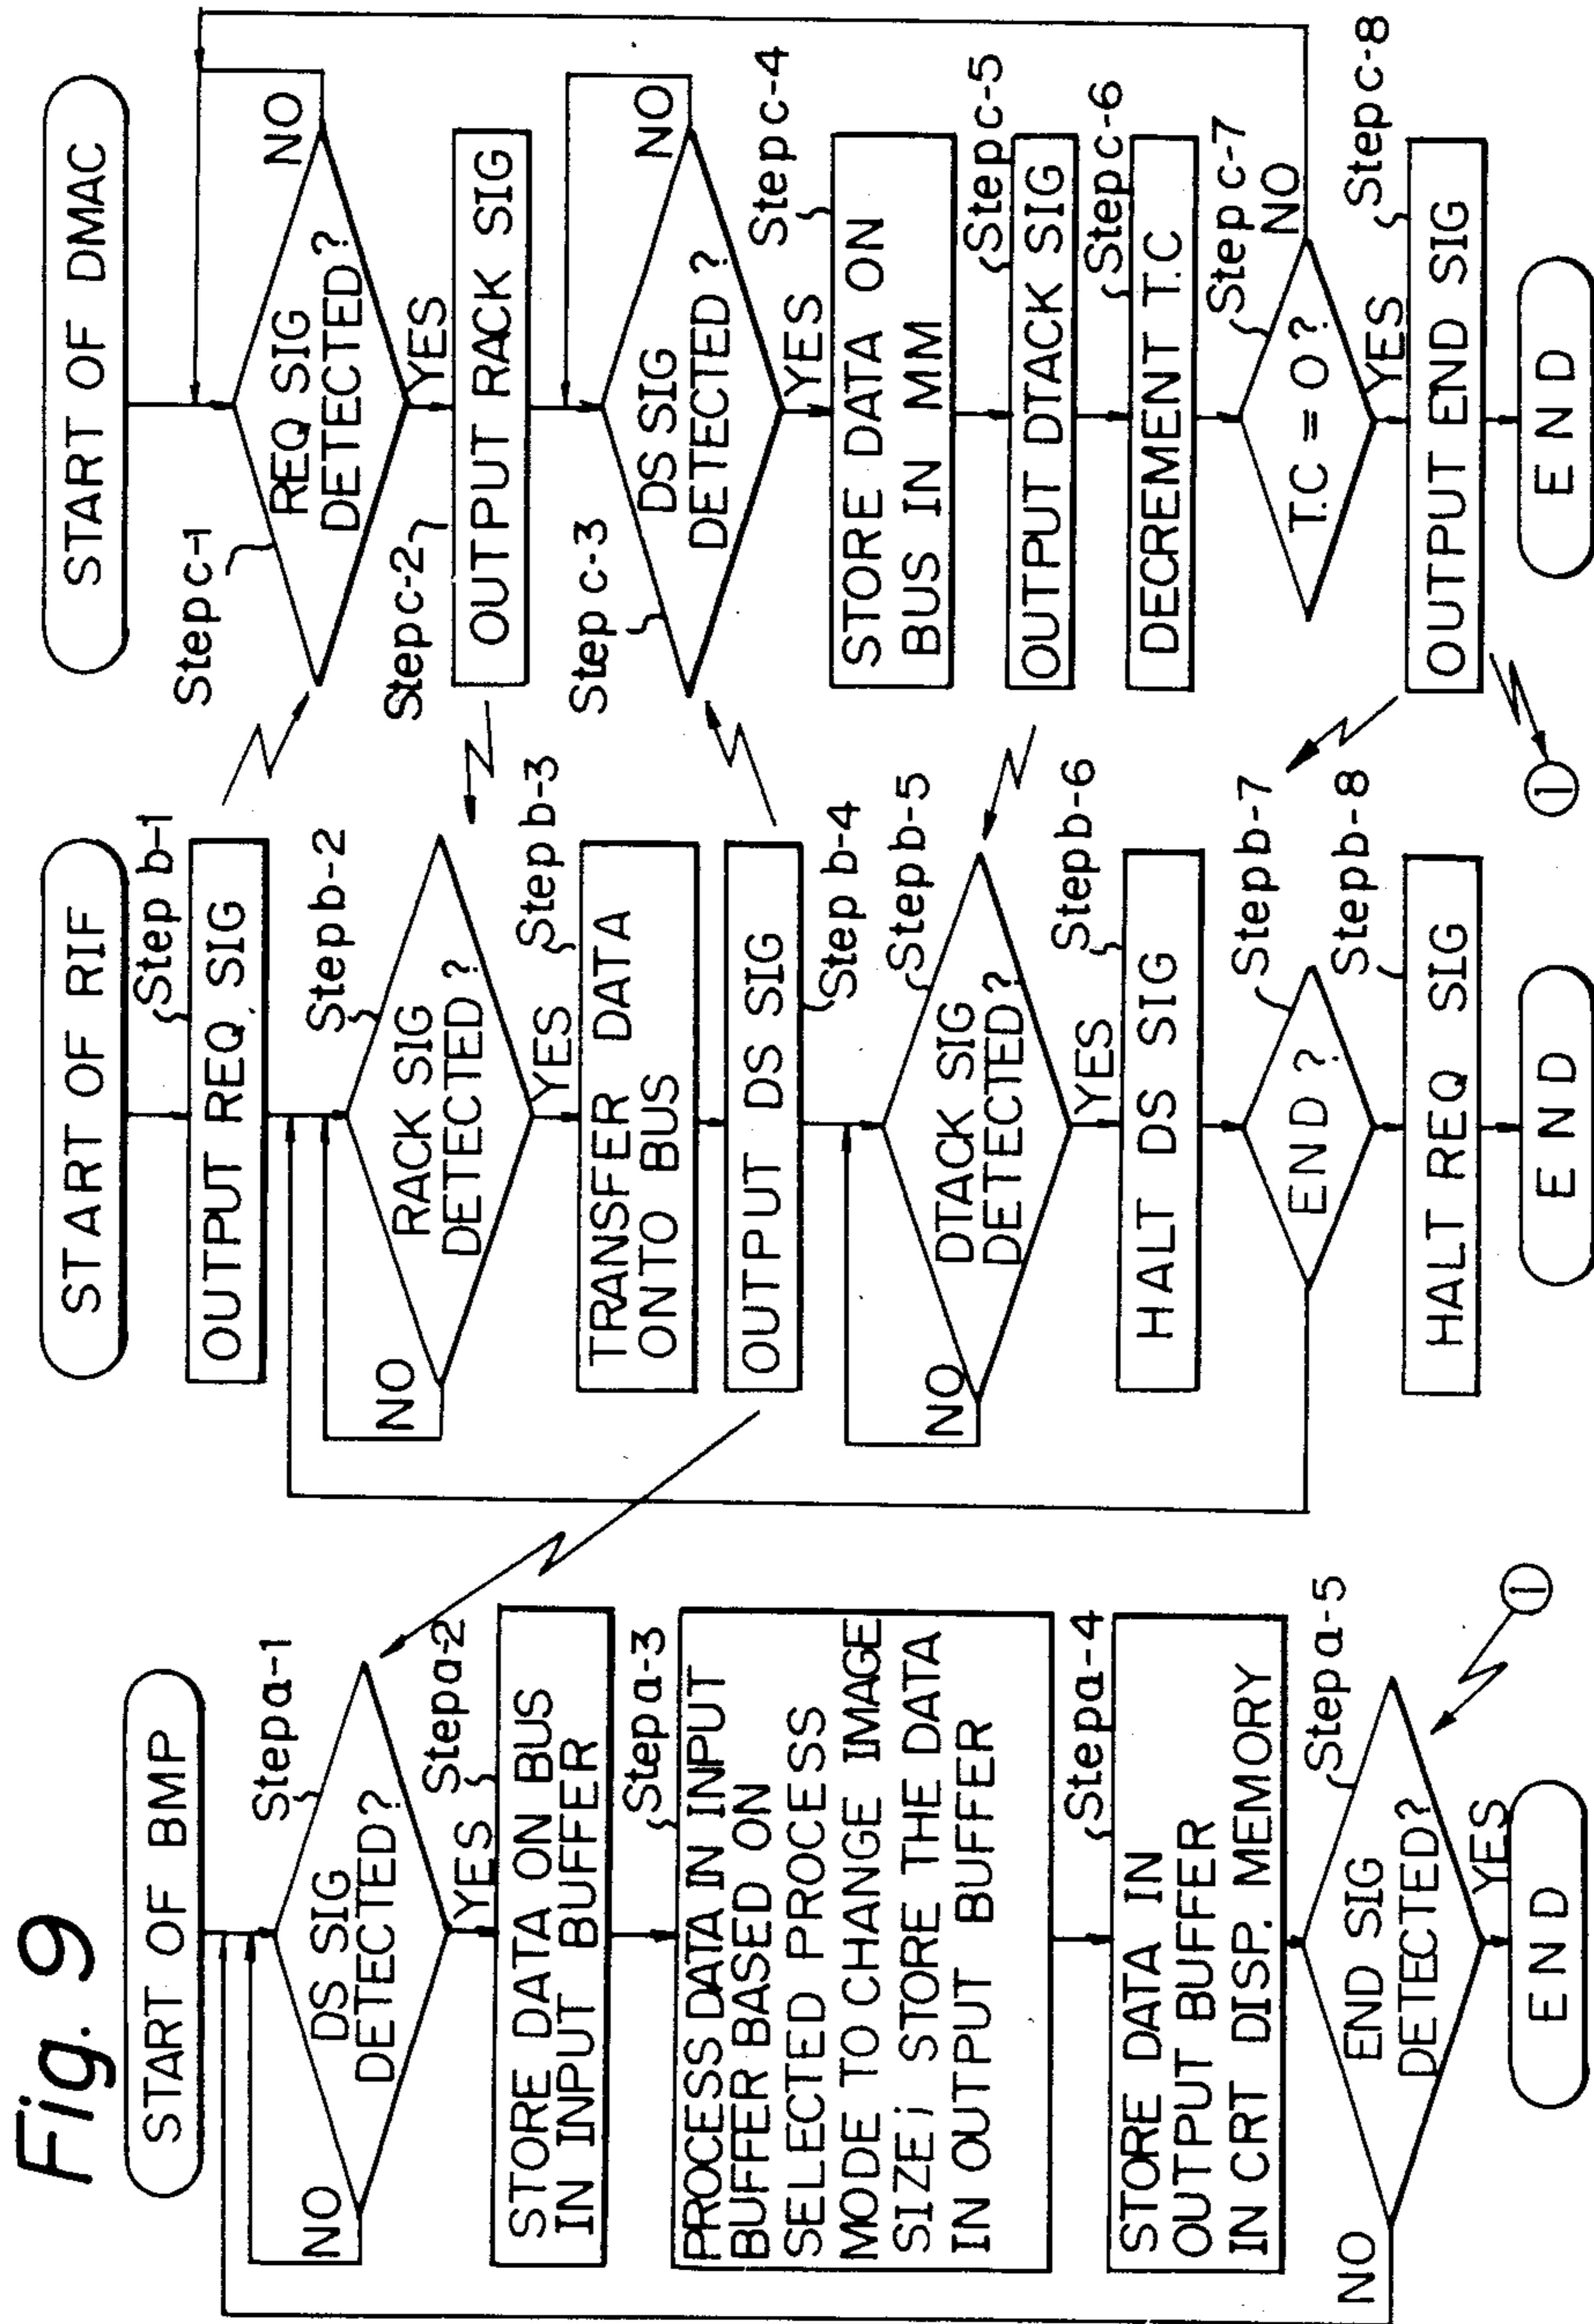 Fig. 9
START OF BMP
Step a-1
DS SIG
DETECTED?
NO
YES
Step a-2
STORE DATA ON BUS
IN INPUT BUFFER
Step a-3
PROCESS DATA IN INPUT
BUFFER BASED ON
SELECTED PROCESS
MODE TO CHANGE IMAGE
SIZE; STORE THE DATA
IN OUTPUT BUFFER
Step a-4
STORE DATA IN
OUTPUT BUFFER
IN CRT DISP. MEMORY
Step a-5
END SIG
DETECTED?
NO
YES
1
END
START OF RIF
Step b-1
OUTPUT REQ SIG
Step b-2
RACK SIG
DETECTED?
NO
YES
Step b-3
TRANSFER DATA
ONTO BUS
OUTPUT DS SIG
Step b-4
Step b-5
DTACK SIG
DETECTED?
NO
YES
Step b-6
HALT DS SIG
Step b-7
END ?
Step b-8
HALT REQ SIG
END
START OF DMAC
Step c-1
REQ SIG
DETECTED?
NO
YES
Step c-2
OUTPUT RACK SIG
Step c-3
DS SIG
DETECTED ?
NO
YES
Step c-4
STORE DATA ON
BUS IN MM
Step c-5
OUTPUT DTACK SIG
Step c-6
DECREMENT T.C
Step c-7
T.C = 0 ?
NO
YES
Step c-8
OUTPUT END SIG
1
END